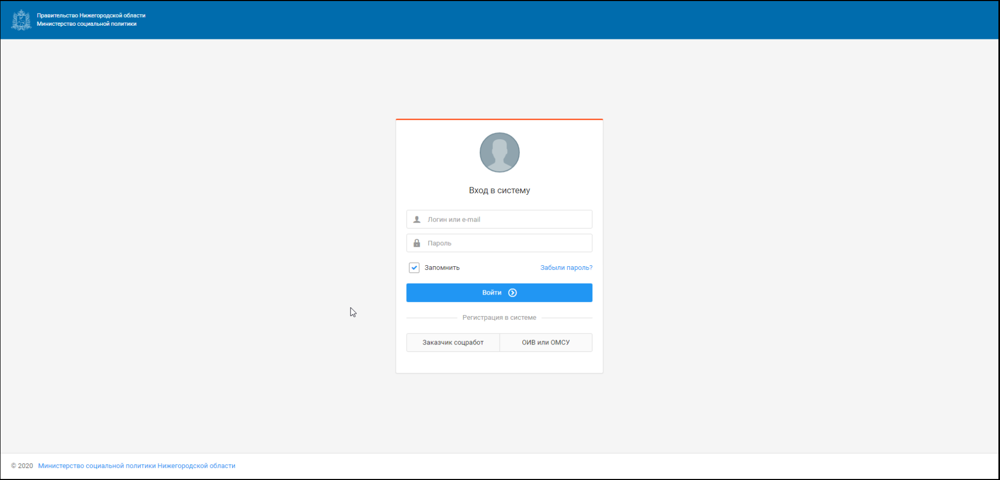 Правительство Нижегородской области
Министерство социальной политики
Вход в систему
Логин или e-mail
Пароль
Запомнить
Забыли пароль?
Войти
Регистрация в системе
Заказчик соцработ
ОИВ или ОМСУ
© 2020 Министерство социальной политики Нижегородской области